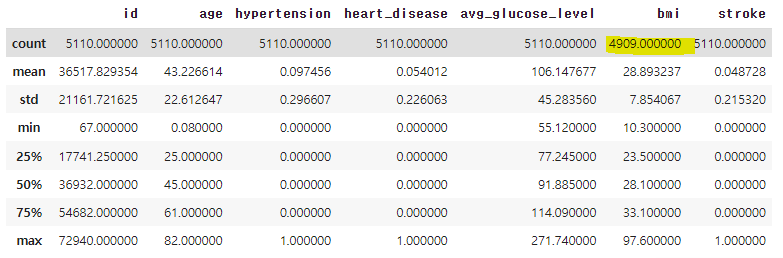 id age hypertension heart_disease avg_glucose_level bmi stroke
count 5110.000000 5110.000000 5110.000000 5110.000000 5110.000000 4909.000000 5110.000000
mean 36517.829354 43.226614 0.097456 0.054012 106.147677 28.893237 0.048728
std 21161.721625 22.612647 0.296607 0.226063 45.283560 7.854067 0.215320
min 67.000000 0.080000 0.000000 0.000000 55.120000 10.300000 0.000000
25% 17741.250000 25.000000 0.000000 0.000000 77.245000 23.500000 0.000000
50% 36932.000000 45.000000 0.000000 0.000000 91.885000 28.100000 0.000000
75% 54682.000000 61.000000 0.000000 0.000000 114.090000 33.100000 0.000000
max 72940.000000 82.000000 1.000000 1.000000 271.740000 97.600000 1.000000